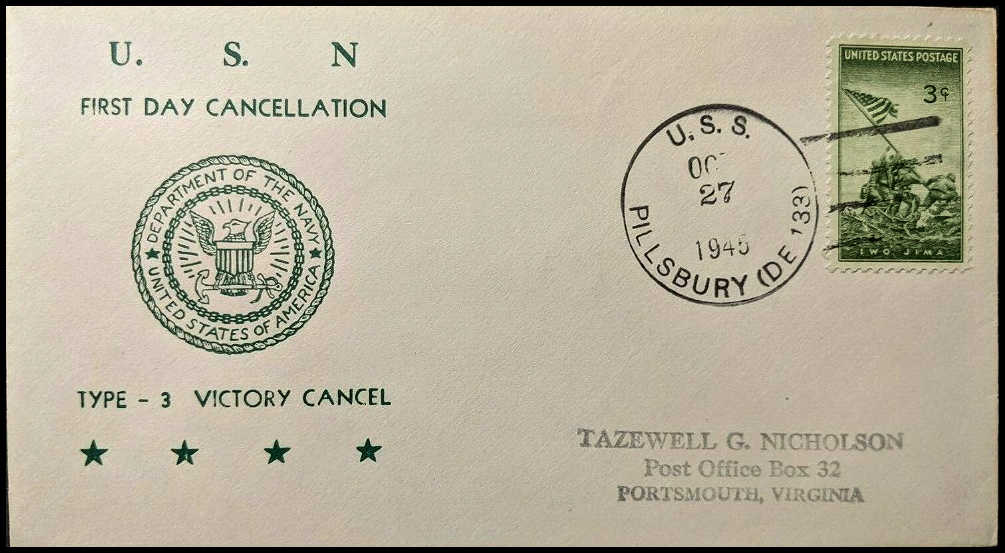 U. S. N
FIRST DAY CANCELLATION
DEPARTMENT OF THE NAVY
★ UNITED STATES OF AMERICA ★
TYPE - 3 VICTORY CANCEL
★ ★ ★ ★
U.S.S.
OC
27
1945
PILLSBURY (DE 133)
UNITED STATES POSTAGE
3¢
IWO JIMA
TAZEWELL G. NICHOLSON
Post Office Box 32
PORTSMOUTH, VIRGINIA